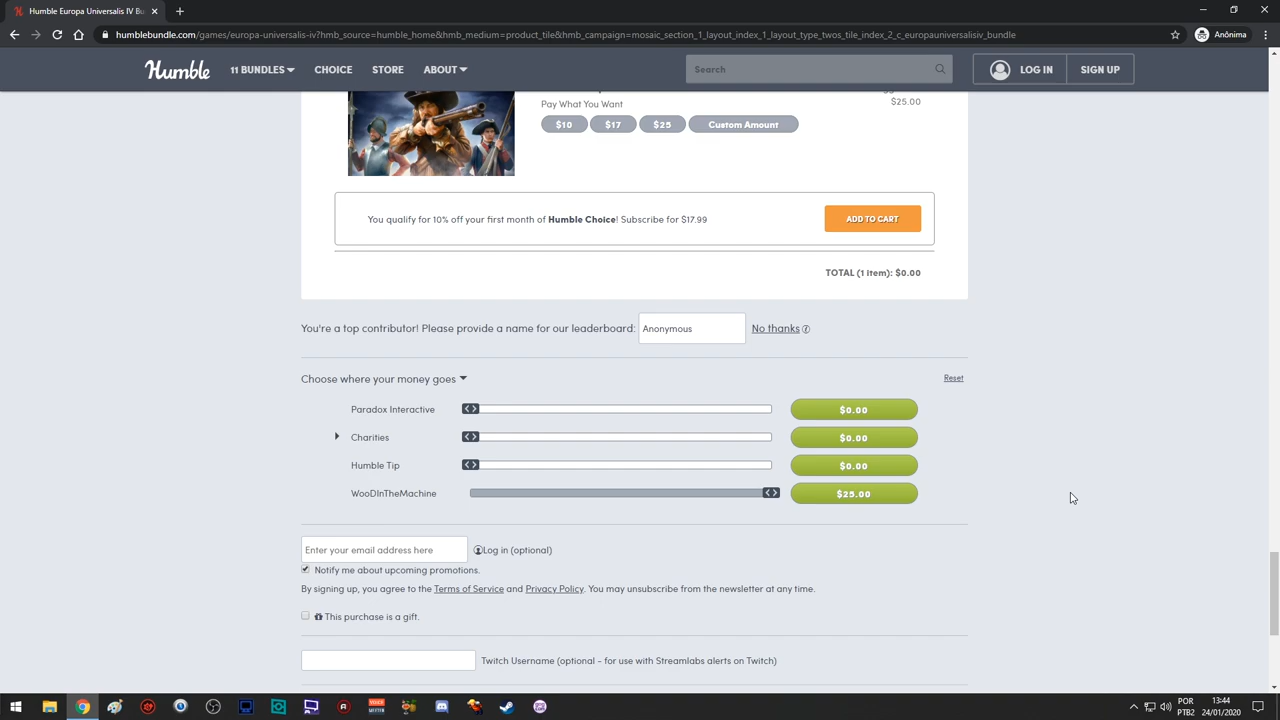 Humble Europa Universalis IV Bu
humblebundle.com/games/europa-universalis-iv?hmb_source=humble_home&hmb_medium=product_tile&hmb_campaign=mosaic_section_1_layout_index_1_layout_type_twos_tile_index_2_c_europauniversalisiv_bundle
Anônima
Humble
11 BUNDLES
CHOICE
STORE
ABOUT
Search
LOG IN
SIGN UP
$25.00
Pay What You Want
$10
$17
$25
Custom Amount
You qualify for 10% off your first month of Humble Choice! Subscribe for $17.99
ADD TO CART
TOTAL (1 item): $0.00
You're a top contributor! Please provide a name for our leaderboard:
Anonymous
No thanks
Choose where your money goes
Reset
Paradox Interactive
$0.00
Charities
$0.00
Humble Tip
$0.00
WooDInTheMachine
$25.00
Enter your email address here
Log in (optional)
Notify me about upcoming promotions.
By signing up, you agree to the Terms of Service and Privacy Policy. You may unsubscribe from the newsletter at any time.
This purchase is a gift.
Twitch Username (optional - for use with Streamlabs alerts on Twitch)
POR
PTB2
13:44
24/01/2020